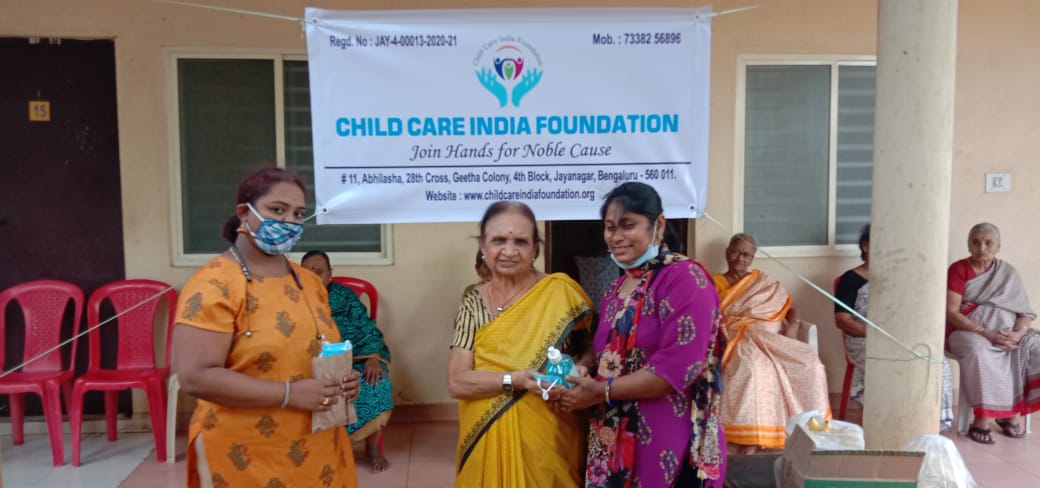 Regd. No : JAY-4-00013-2020-21
Mob. : 73382 56896
Child Care India Foundation
CHILD CARE INDIA FOUNDATION
Join Hands for Noble Cause
# 11, Abhilasha, 28th Cross, Geetha Colony, 4th Block, Jayanagar, Bengaluru - 560 011.
Website : www.childcareindiafoundation.org
15